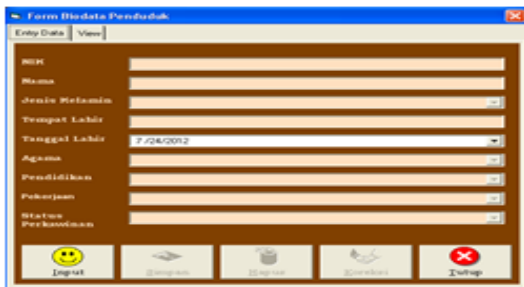 Form Biodata Penduduk
Entry Data View
NIK
Nama
Jenis Kelamin
Tempat Lahir
Tanggal Lahir 7/24/2012
Agama
Pendidikan
Pekerjaan
Status
Perkawinan
Input Simpan Hapus Koreksi Tutup